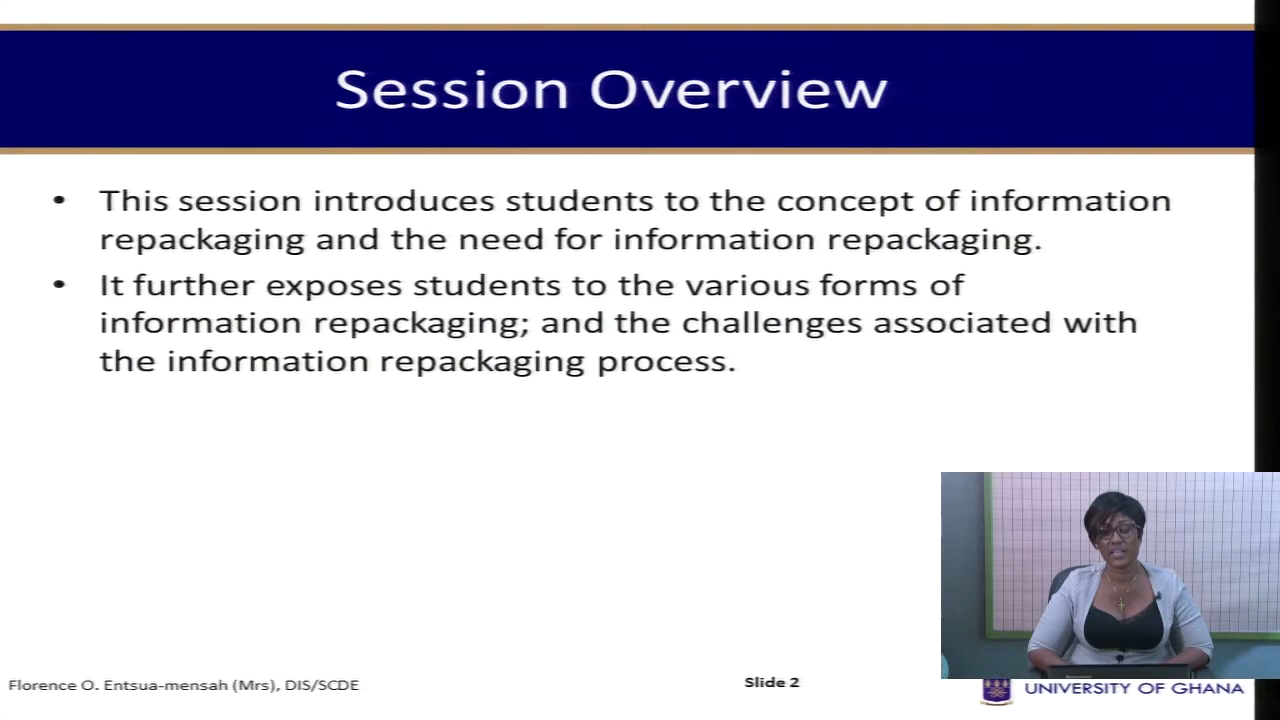 Session Overview
• This session introduces students to the concept of information
repackaging and the need for information repackaging.
• It further exposes students to the various forms of
information repackaging; and the challenges associated with
the information repackaging process.
Florence O. Entsua-mensah (Mrs), DIS/SCDE
Slide 2
UNIVERSITY OF GHANA